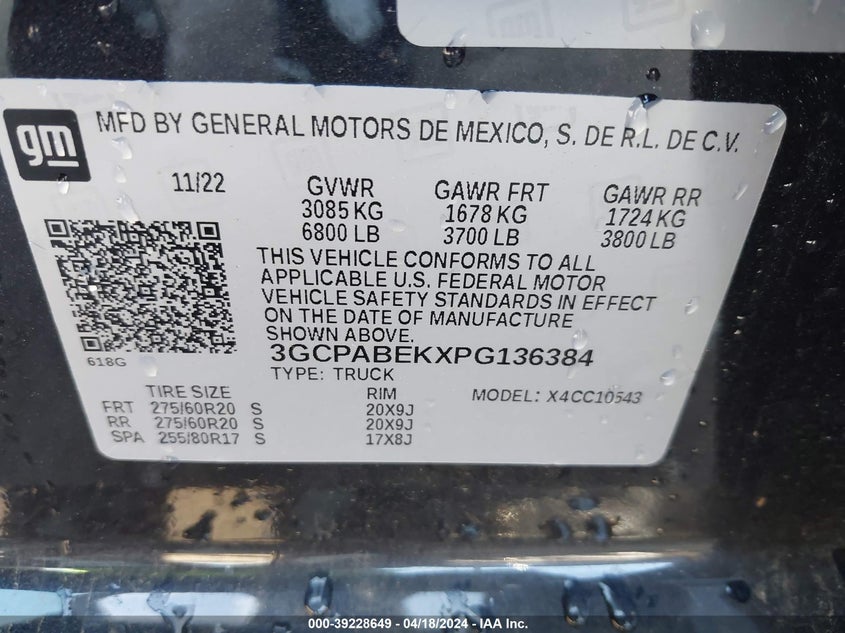 gm
MFD BY GENERAL MOTORS DE MEXICO, S. DE R.L. DE C.V.
11/22 GVWR GAWR FRT GAWR RR
3085 KG 1678 KG 1724 KG
6800 LB 3700 LB 3800 LB
THIS VEHICLE CONFORMS TO ALL
APPLICABLE U.S. FEDERAL MOTOR
VEHICLE SAFETY STANDARDS IN EFFECT
ON THE DATE OF MANUFACTURE
SHOWN ABOVE.
618G
3GCPABEKXPG136384
TYPE: TRUCK
TIRE SIZE RIM MODEL: X4CC10543
FRT 275/60R20 S 20X9J
RR 275/60R20 S 20X9J
SPA 255/80R17 S 17X8J
000-39228649 - 04/18/2024 - IAA Inc.